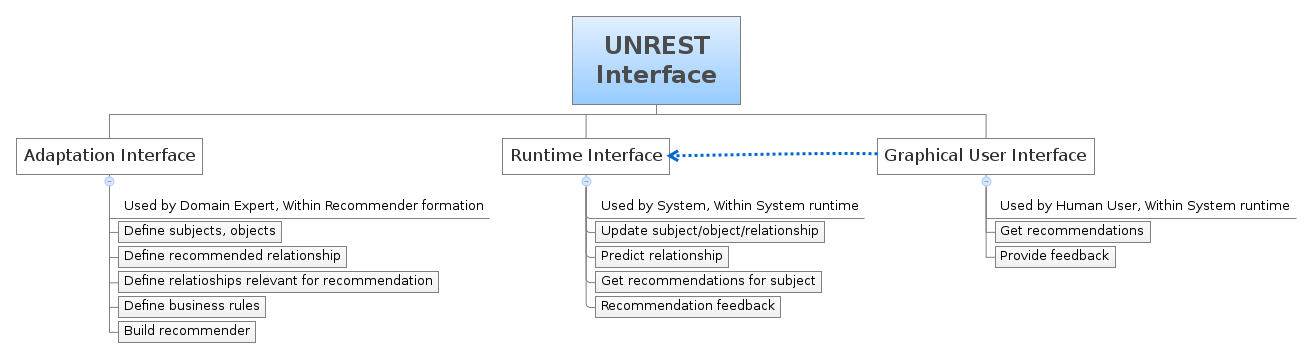 UNREST
Interface
Adaptation Interface
Used by Domain Expert, Within Recommender formation
Define subjects, objects
Define recommended relationship
Define relatioships relevant for recommendation
Define business rules
Build recommender
Runtime Interface
Used by System, Within System runtime
Update subject/object/relationship
Predict relationship
Get recommendations for subject
Recommendation feedback
Graphical User Interface
Used by Human User, Within System runtime
Get recommendations
Provide feedback